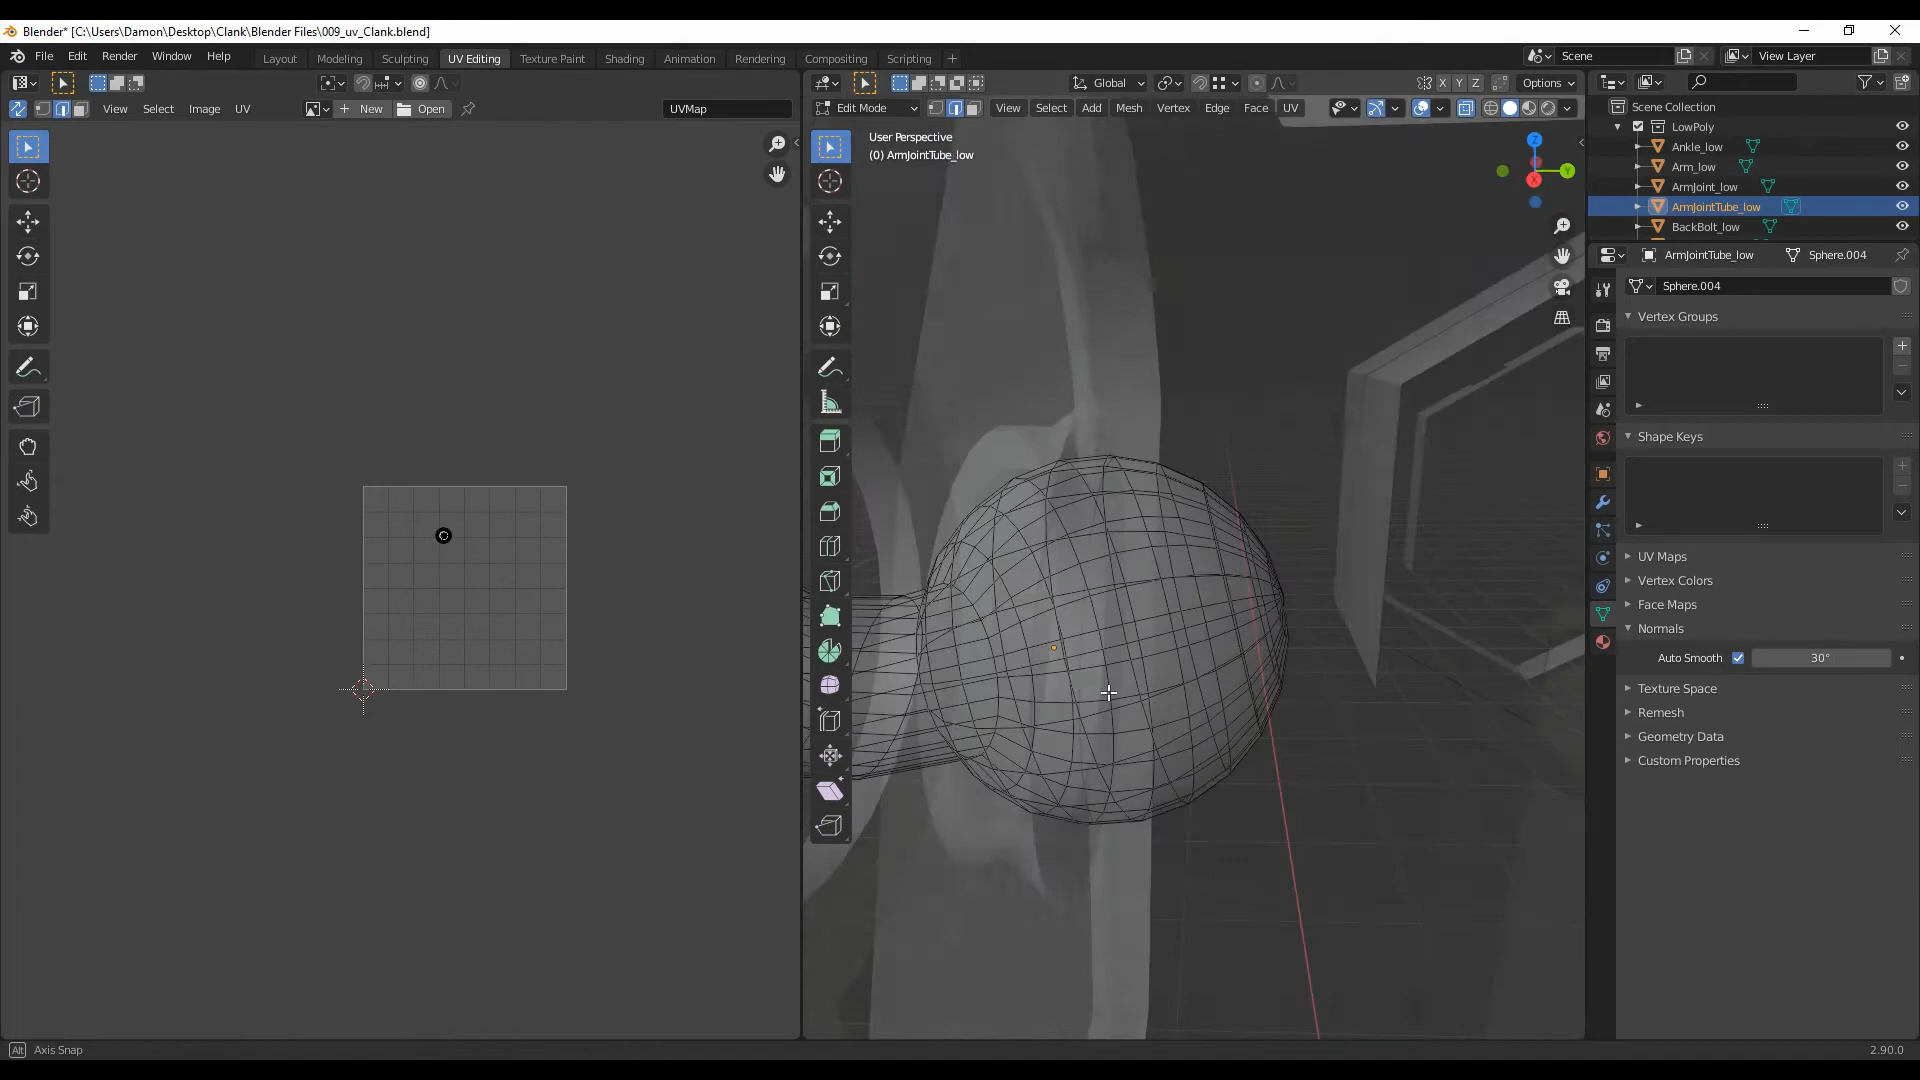 Blender* [C:\Users\Damon\Desktop\Clank\Blender Files\009_uv_Clank.blend]
File Edit Render Window Help Layout Modeling Sculpting UV Editing Texture Paint Shading Animation Rendering Compositing Scripting + Scene View Layer
Global X Y Z Options
View Select Image UV New Open UVMap Edit Mode View Select Add Mesh Vertex Edge Face UV
Scene Collection
LowPoly
Ankle_low
Arm_low
ArmJoint_low
ArmJointTube_low
BackBolt_low
User Perspective
(0) ArmJointTube_low
Z
Y
X
ArmJointTube_low Sphere.004
Sphere.004
Vertex Groups
Shape Keys
UV Maps
Vertex Colors
Face Maps
Normals
Auto Smooth 30°
Texture Space
Remesh
Geometry Data
Custom Properties
Alt Axis Snap 2.90.0